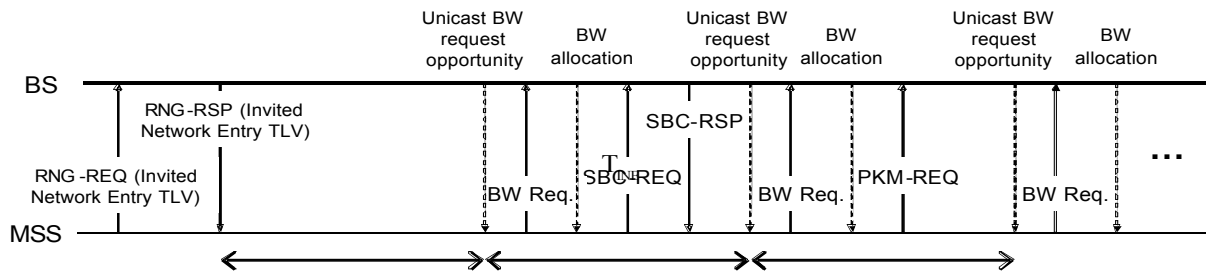 Unicast BW
request
opportunity
BW
allocation
Unicast BW
request
opportunity
BW
allocation
Unicast BW
request
opportunity
BW
allocation
BS
RNG-RSP (Invited
Network Entry TLV)
SBC-RSP
RNG-REQ (Invited
Network Entry TLV)
T INE
SBC-REQ
BW Req.
BW Req.
PKM-REQ
BW Req.
...
MSS